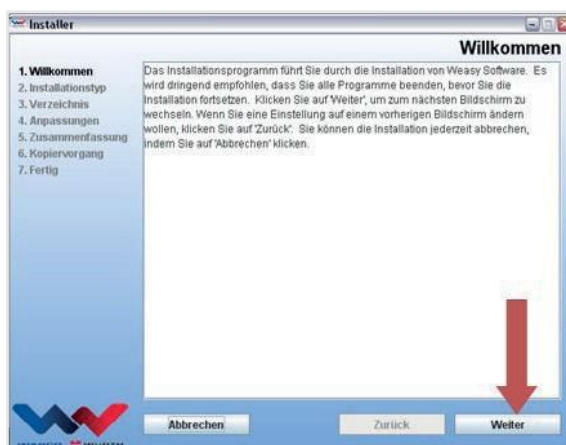 Installer
Willkommen
1. Willkommen
2. Installationstyp
3. Verzeichnis
4. Anpassungen
5. Zusammenfassung
6. Kopiervorgang
7. Fertig
Das Installationsprogramm führt Sie durch die Installation von Weasy Software. Es
wird dringend empfohlen, dass Sie alle Programme beenden, bevor Sie die
Installation fortsetzen. Klicken Sie auf 'Weiter', um zum nächsten Bildschirm zu
wechseln. Wenn Sie eine Einstellung auf einem vorherigen Bildschirm ändern
wollen, klicken Sie auf 'Zurück'. Sie können die Installation jederzeit abbrechen,
indem Sie auf 'Abbrechen' klicken.
Abbrechen
Zurück
Weiter